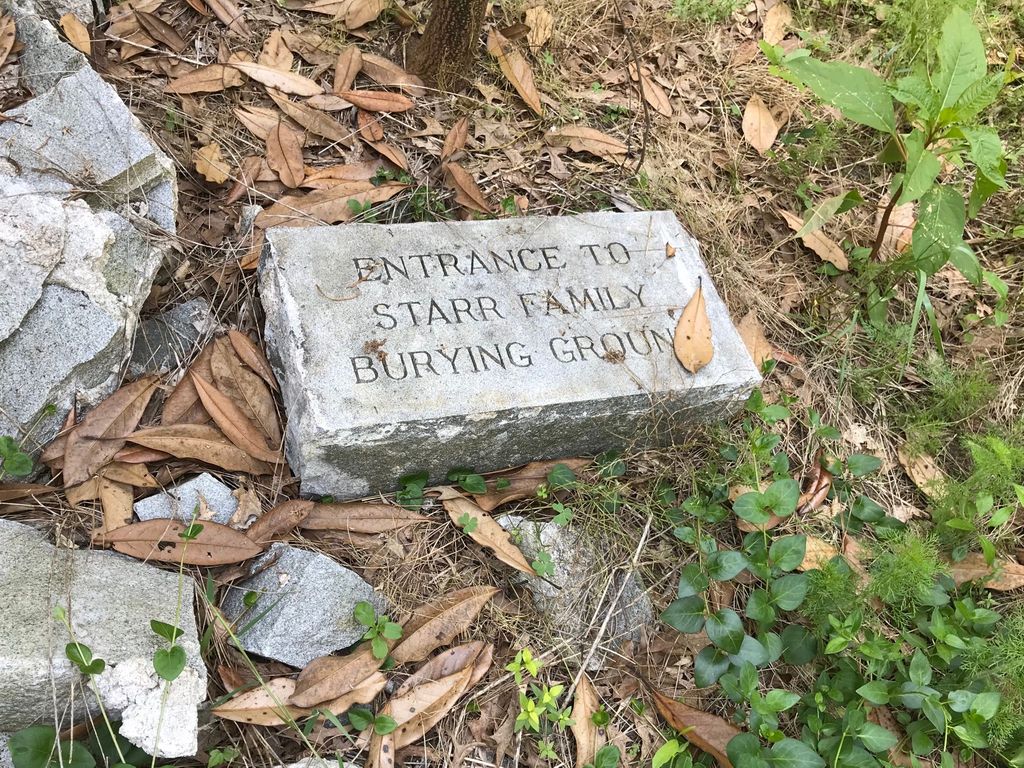 ENTRANCE TO
STARR FAMILY
BURYING GROUN